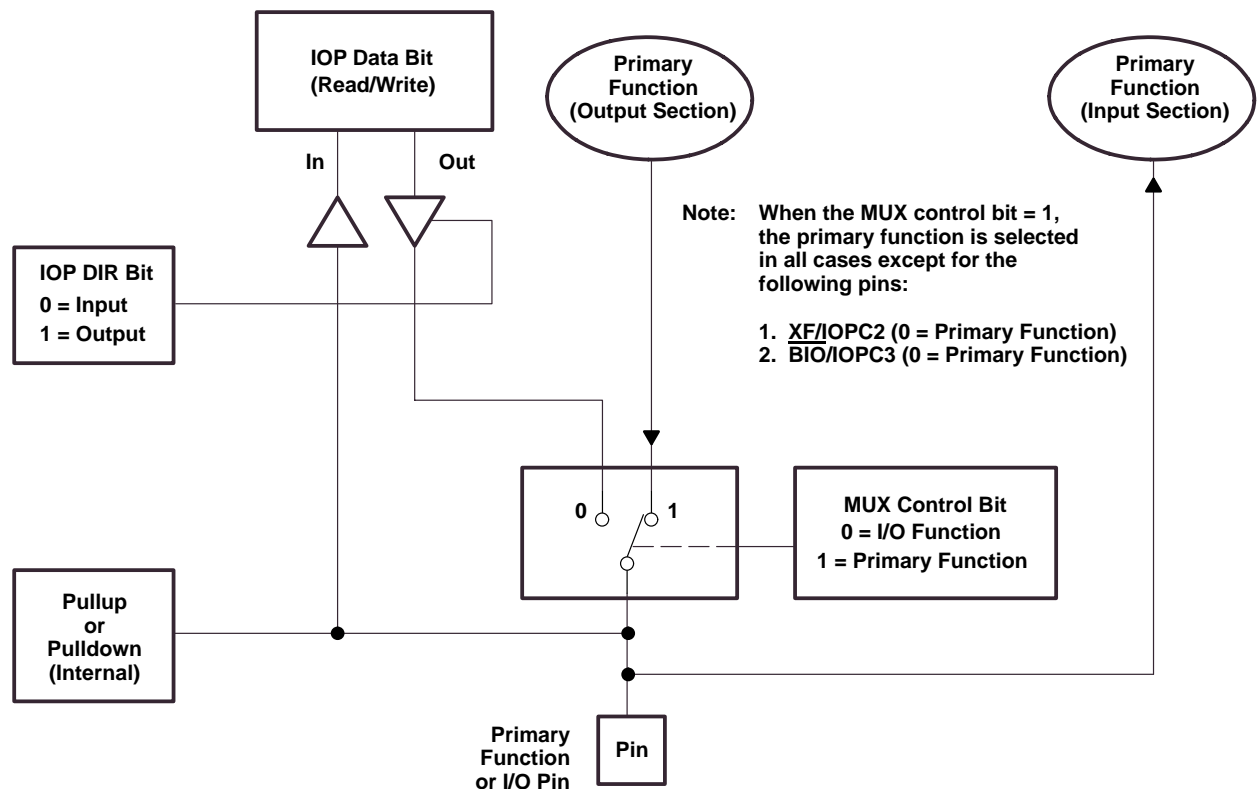 IOP Data Bit
(Read/Write)
Primary
Function
(Output Section)
Primary
Function
(Input Section)
In
Out
Note: When the MUX control bit = 1,
the primary function is selected
in all cases except for the
following pins:
1. XF/IOPC2 (0 = Primary Function)
2. BIO/IOPC3 (0 = Primary Function)
IOP DIR Bit
0 = Input
1 = Output
0
1
MUX Control Bit
0 = I/O Function
1 = Primary Function
Pullup
or
Pulldown
(Internal)
Primary
Function
or I/O Pin
Pin